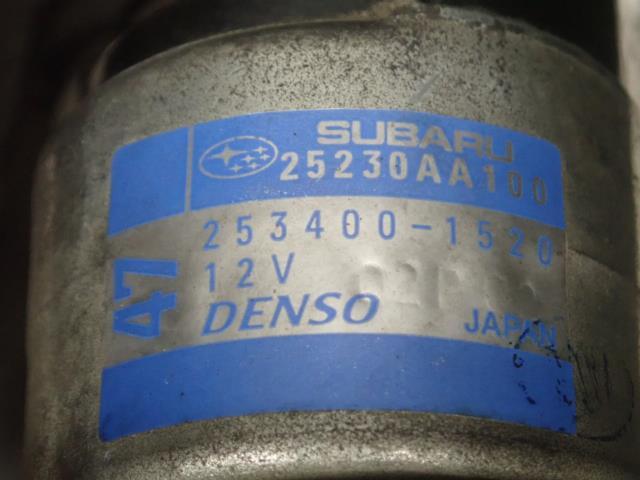 SUBARU
25230AA100
253400-1520
12V
47
DENSO
JAPAN